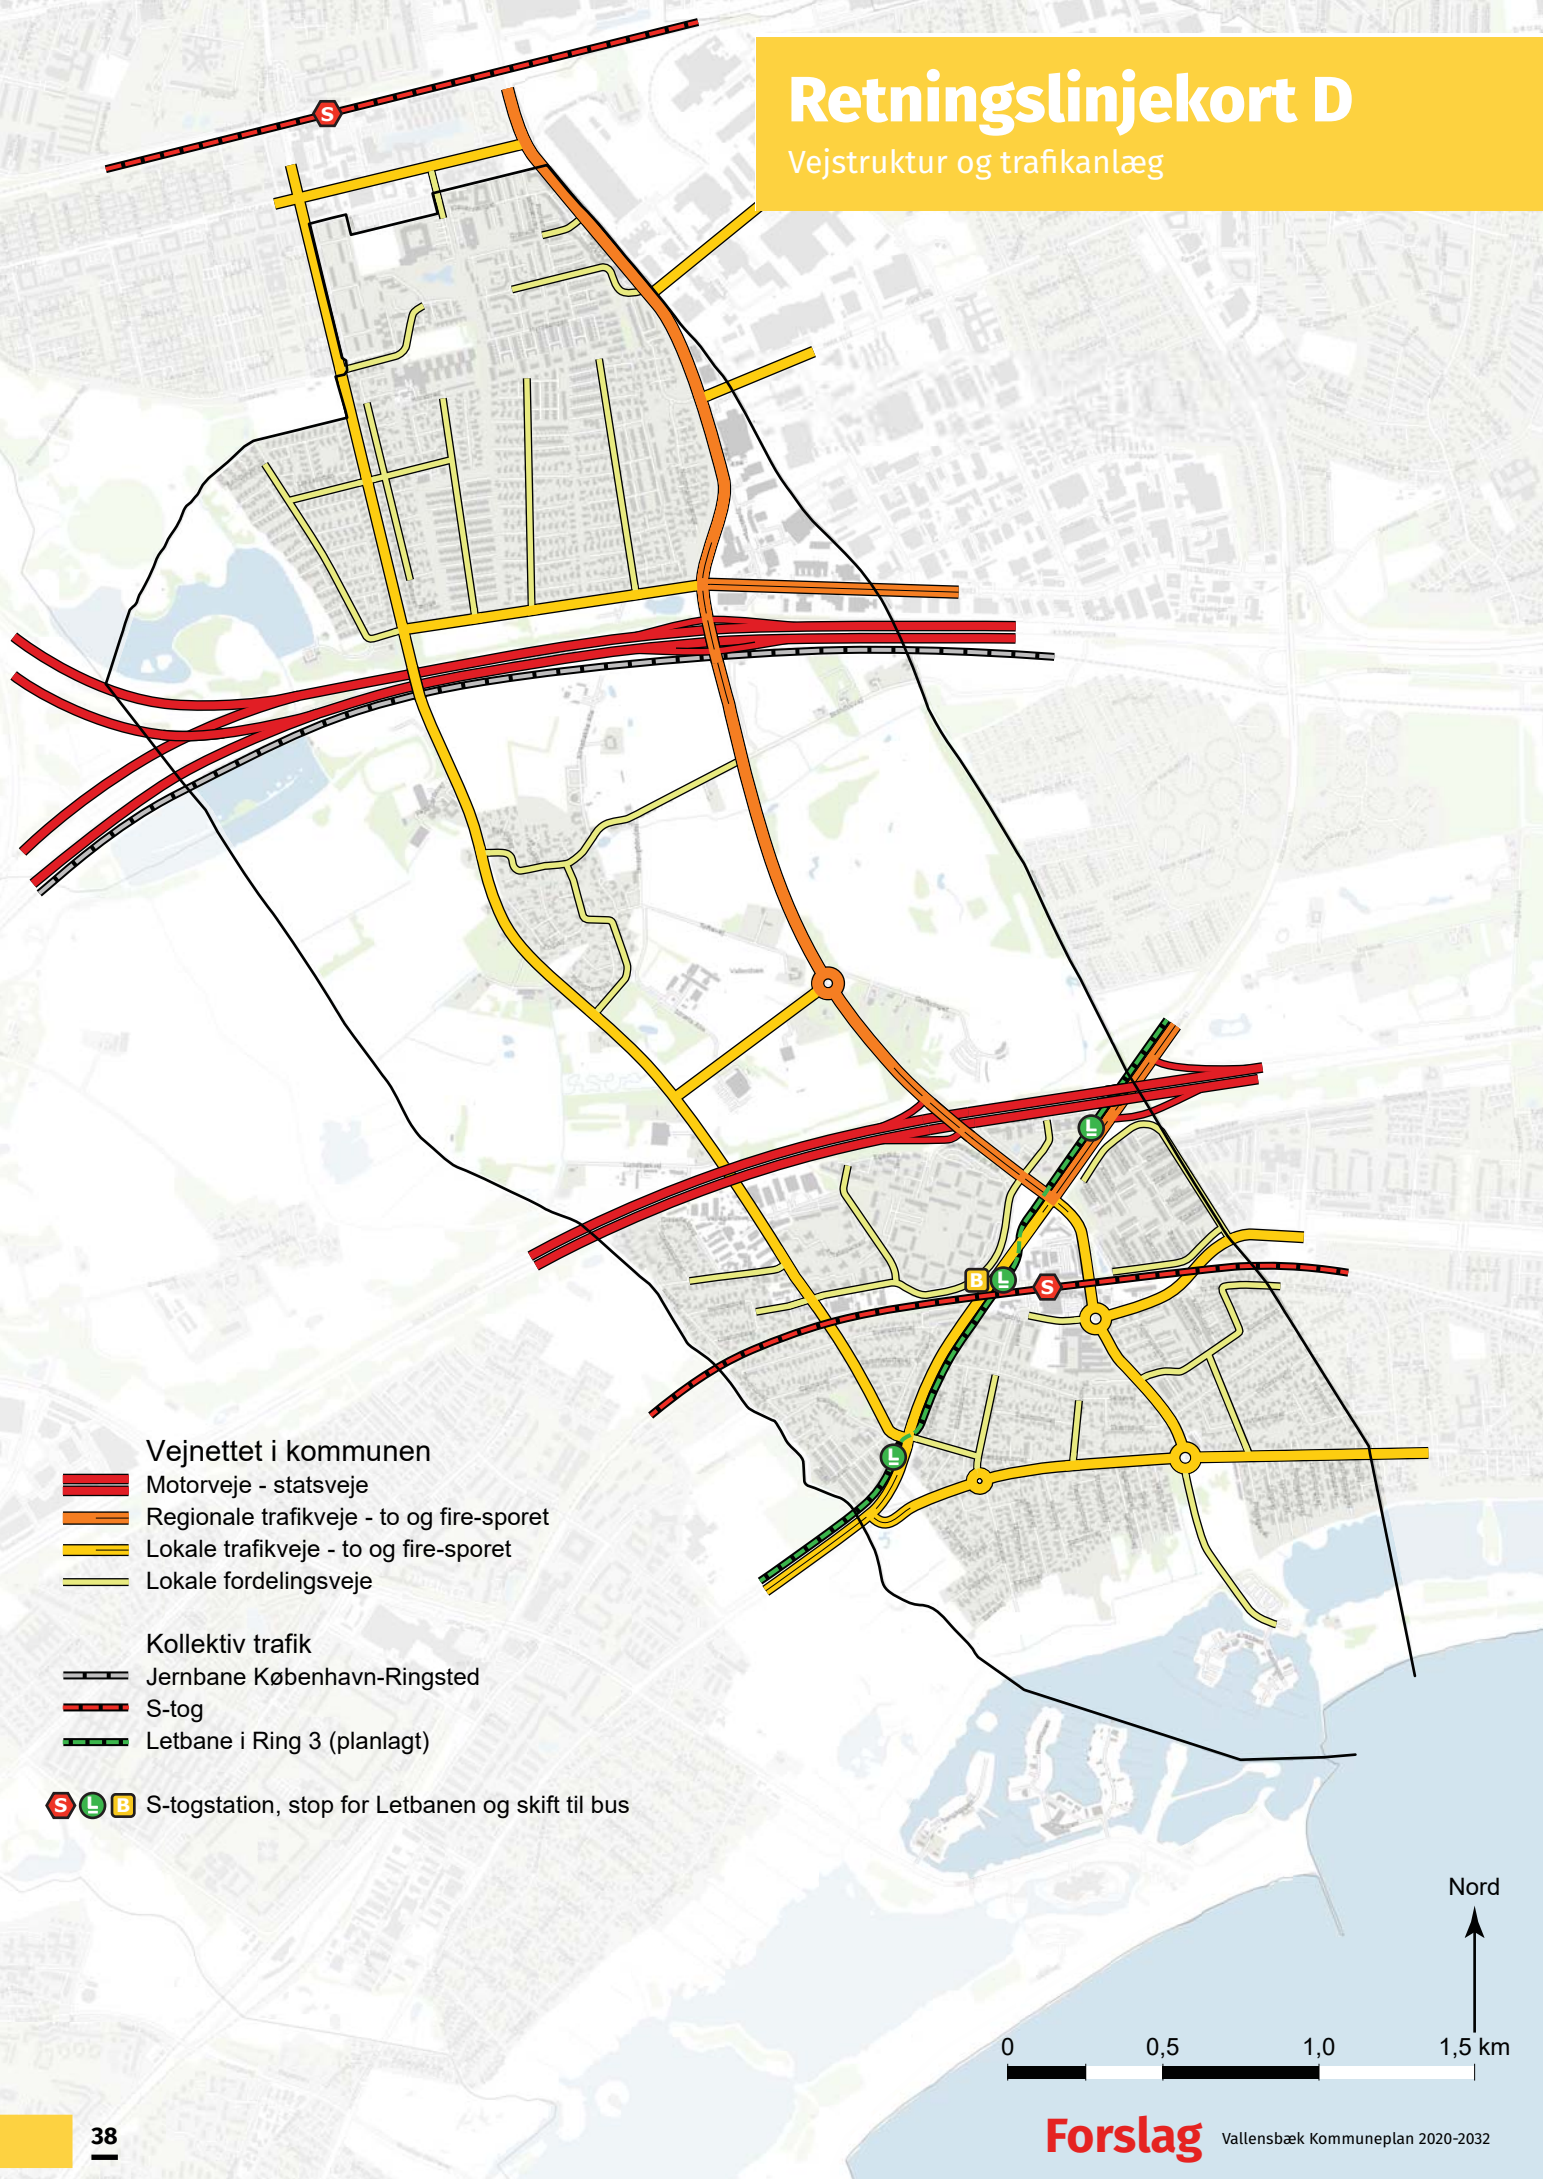 Retningslinjekort D
Vejstruktur og trafikanlæg
S
L
B L S
L
Vejnettet i kommunen
Motorveje - statsveje
Regionale trafikveje - to og fire-sporet
Lokale trafikveje - to og fire-sporet
Lokale fordelingsveje
Kollektiv trafik
Jernbane København-Ringsted
S-tog
Letbane i Ring 3 (planlagt)
S L B S-togstation, stop for Letbanen og skift til bus
Nord
0 0,5 1,0 1,5 km
38
Forslag Vallensbæk Kommuneplan 2020-2032